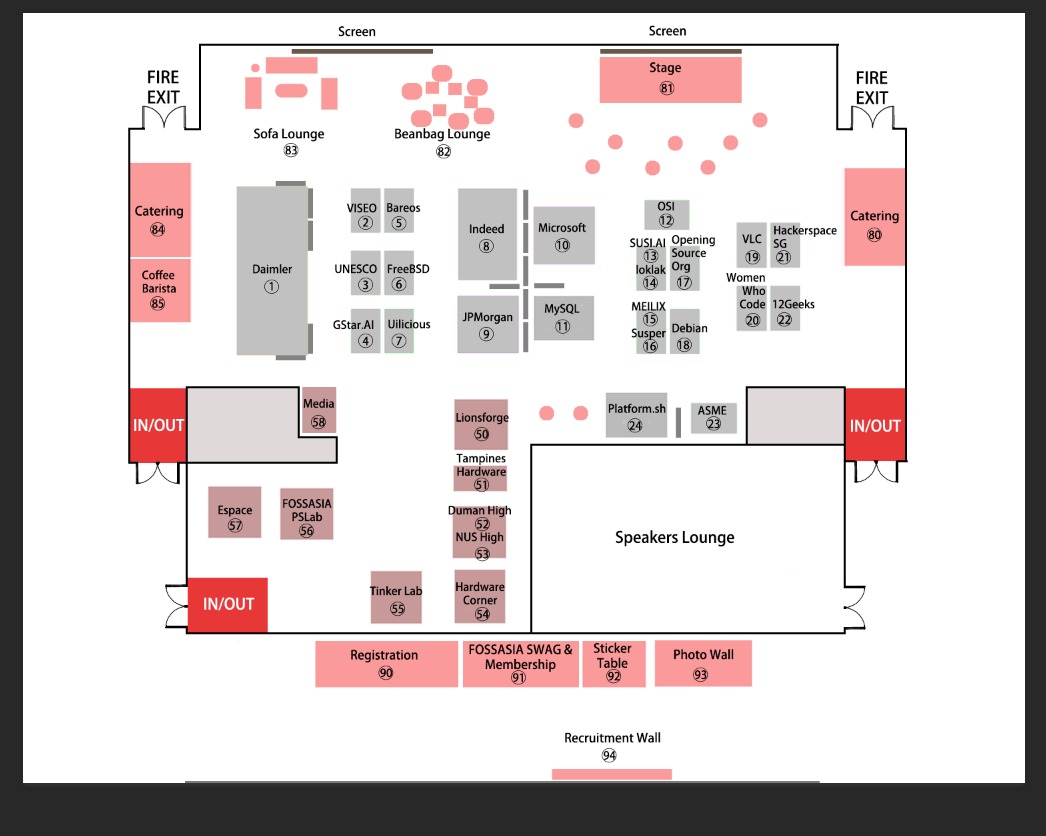 Screen
Screen
FIRE
EXIT
Stage
81
FIRE
EXIT
Sofa Lounge
83
Beanbag Lounge
82
Catering
84
Coffee
Barista
85
Catering
80
Daimler
1
VISEO
2
Bareos
5
UNESCO
3
FreeBSD
6
GStar.AI
4
Uilicious
7
Indeed
8
Microsoft
10
JPMorgan
9
MySQL
11
OSI
12
SUSI.AI
13
loklak
14
Opening
Source
Org
17
MEILIX
15
Susper
16
Debian
18
VLC
19
Hackerspace
SG
21
Women
Who
Code
20
12Geeks
22
IN/OUT
Media
58
Lionsforge
50
Platform.sh
24
ASME
23
IN/OUT
Tampines
Hardware
51
Espace
57
FOSSASIA
PSLab
56
Duman High
52
NUS High
53
Speakers Lounge
IN/OUT
Tinker Lab
55
Hardware
Corner
54
Registration
90
FOSSASIA SWAG &
Membership
91
Sticker
Table
92
Photo Wall
93
Recruitment Wall
94